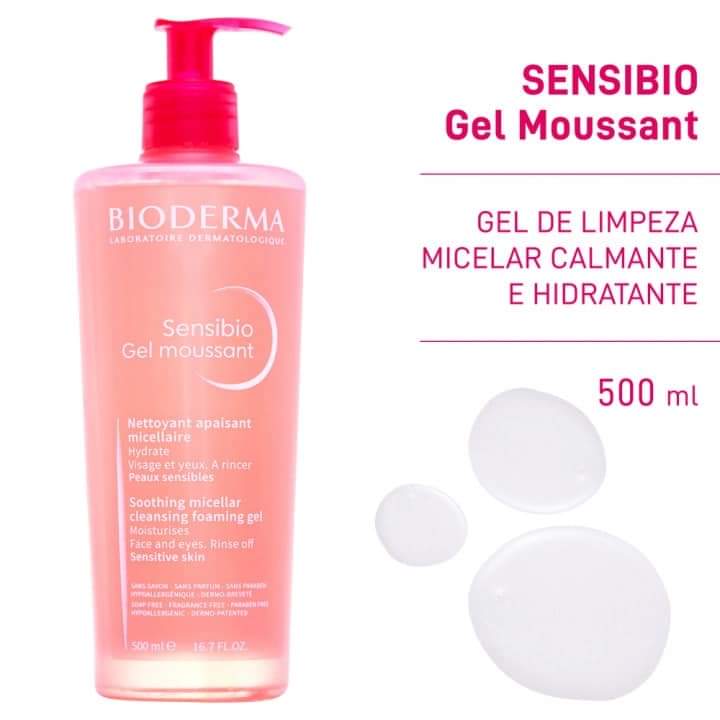 BIODERMA
LABORATOIRE DERMATOLOGIQUE
Sensibio
Gel moussant
Nettoyant apaisant
micellaire
Hydrate
Visage et yeux. A rincer
Peaux sensibles
Soothing micellar
cleansing foaming gel
Moisturises
Face and eyes. Rinse off
Sensitive skin
SANS SAVON - SANS PARFUM - SANS PARABEN
HYPOALLERGÉNIQUE - DERMO-BREVETÉ
SOAP FREE - FRAGRANCE FREE - PARABEN FREE
HYPOALLERGENIC - DERMO-PATENTED
500 ml e 16.7 FL.OZ.
SENSIBIO
Gel Moussant
GEL DE LIMPEZA
MICELAR CALMANTE
E HIDRATANTE
500 ml